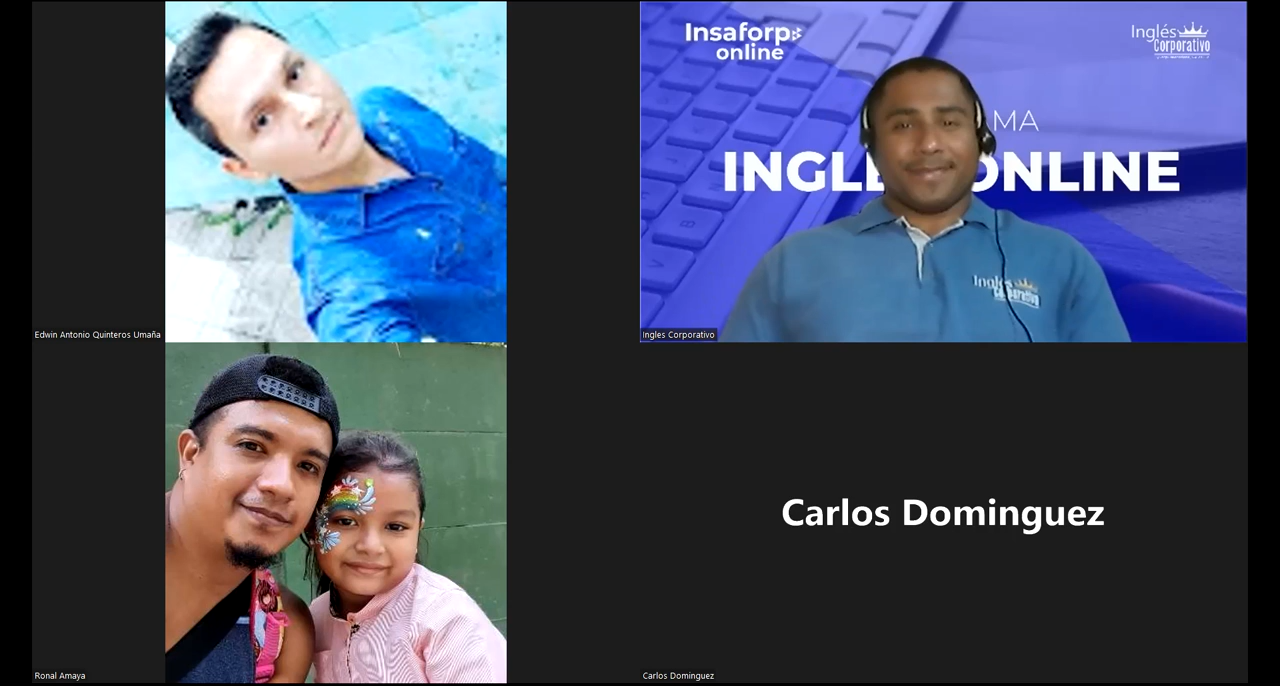 Insaforp
online
Inglés
Corporativo
MA
INGLE ONLINE
Inglés
Corporativo
Edwin Antonio Quinteros Umaña
Ingles Corporativo
Carlos Dominguez
Ronal Amaya
Carlos Dominguez